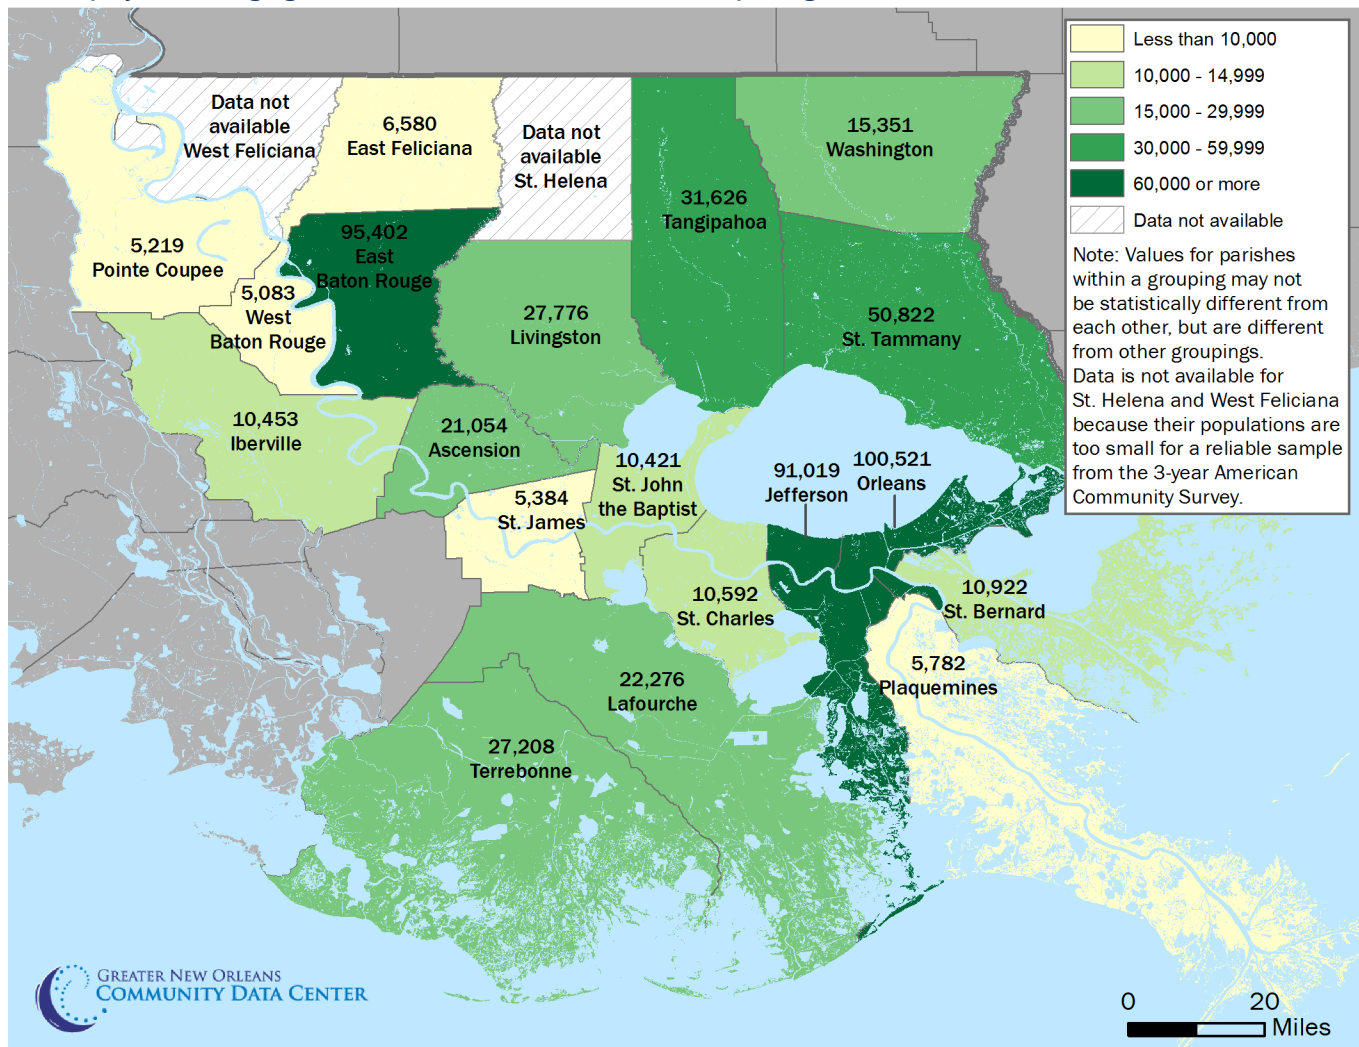 Less than 10,000
10,000 - 14,999
15,000 - 29,999
30,000 - 59,999
60,000 or more
Data not available
Note: Values for parishes
within a grouping may not
be statistically different from
each other, but are different
from other groupings.
Data is not available for
St. Helena and West Feliciana
because their populations are
too small for a reliable sample
from the 3-year American
Community Survey.
Data not
available
West Feliciana
6,580
East Feliciana
Data not
available
St. Helena
15,351
Washington
31,626
Tangipahoa
5,219
Pointe Coupee
95,402
East
Baton Rouge
5,083
West
Baton Rouge
27,776
Livingston
50,822
St. Tammany
10,453
Iberville
21,054
Ascension
10,421
St. John
the Baptist
91,019
Jefferson
100,521
Orleans
5,384
St. James
10,592
St. Charles
10,922
St. Bernard
5,782
Plaquemines
22,276
Lafourche
27,208
Terrebonne
GREATER NEW ORLEANS
COMMUNITY DATA CENTER
0 20
Miles